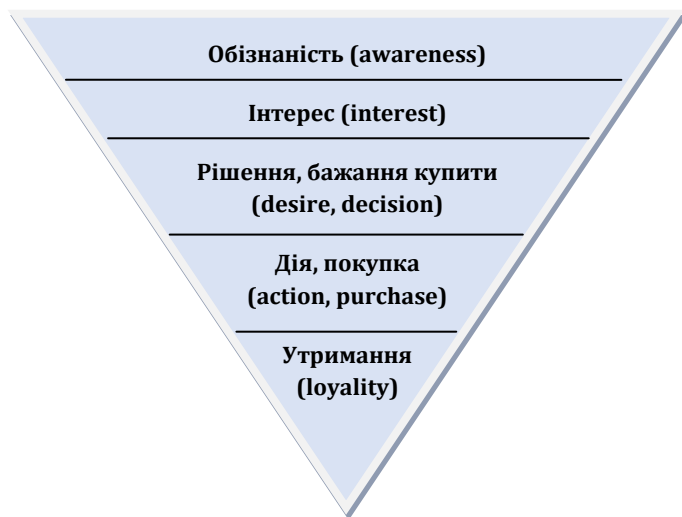 Обізнаність (awareness)
Інтерес (interest)
Рішення, бажання купити
(desire, decision)
Дія, покупка
(action, purchase)
Утримання
(loyality)